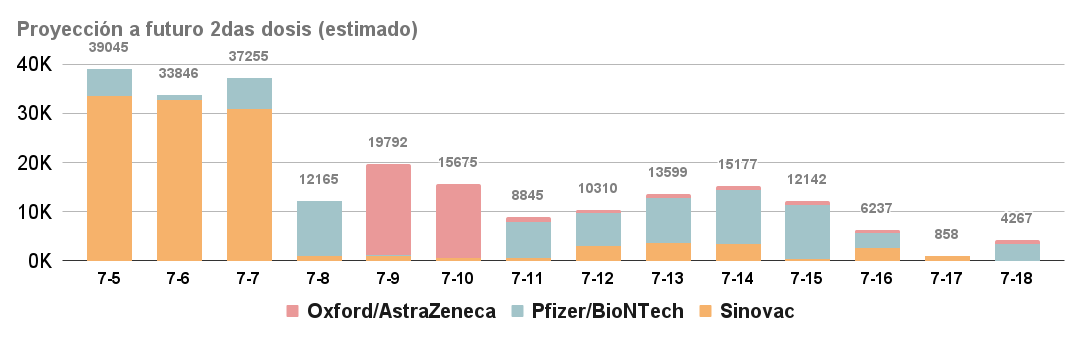 Proyección a futuro 2das dosis (estimado)
39045
33846
37255
12165
19792
15675
8845
10310
13599
15177
12142
6237
858
4267
40K
30K
20K
10K
0K
7-5 7-6 7-7 7-8 7-9 7-10 7-11 7-12 7-13 7-14 7-15 7-16 7-17 7-18
Oxford/AstraZeneca Pfizer/BioNTech Sinovac